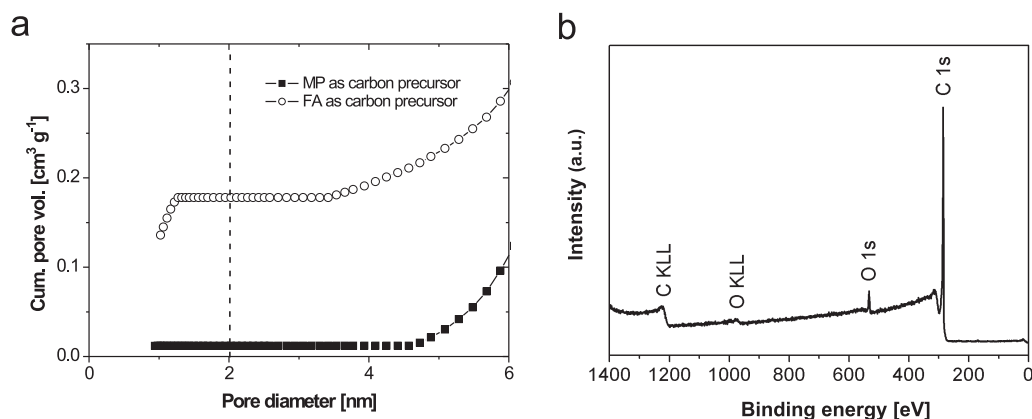 a
Cum. pore vol. [cm³ g⁻¹]
0.3
0.2
0.1
0.0
MP as carbon precursor
FA as carbon precursor
0 2 4 6
Pore diameter [nm]
b
Intensity (a.u.)
C KLL
O KLL
O 1s
C 1s
1400 1200 1000 800 600 400 200 0
Binding energy [eV]